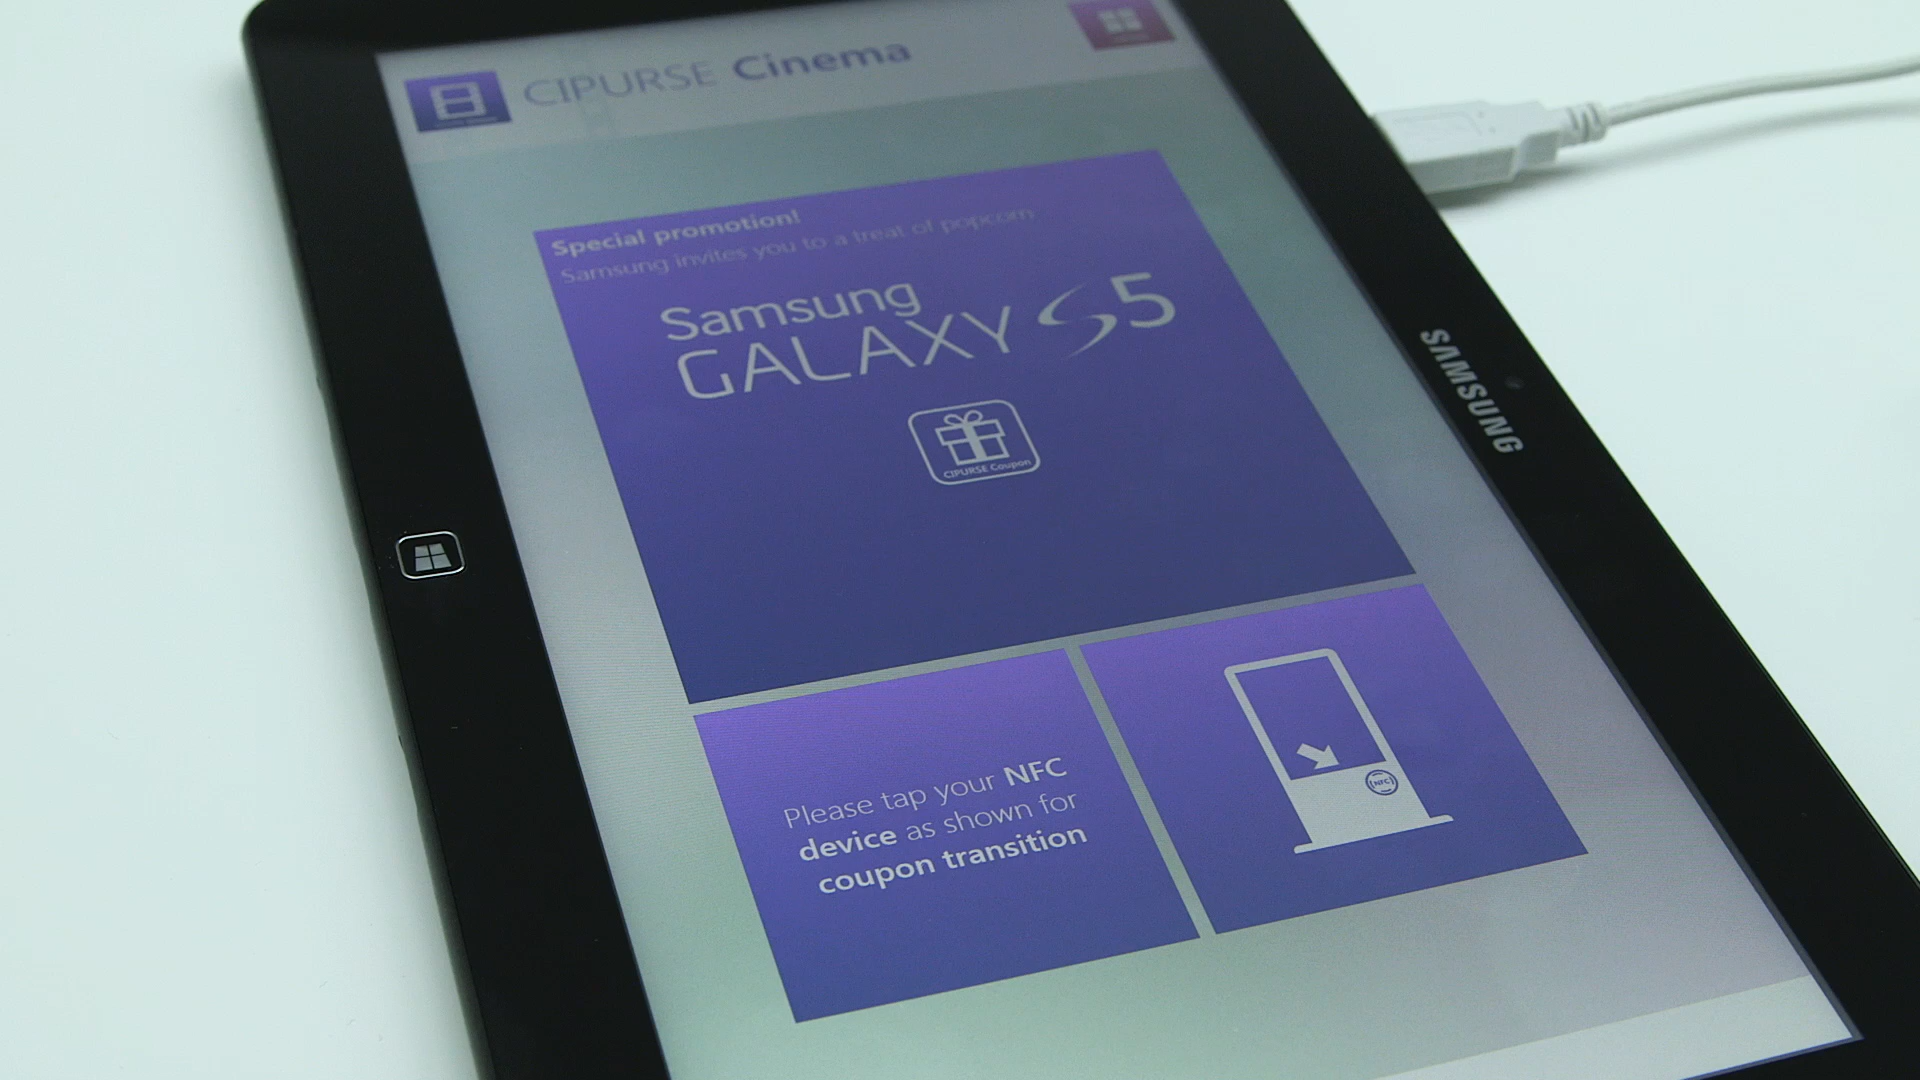 CIPURSE Cinema
Special promotion!
Samsung invites you to a treat of popcorn
Samsung
GALAXY S5
CIPURSE Coupon
Please tap your NFC
device as shown for
coupon transition
NFC
SAMSUNG